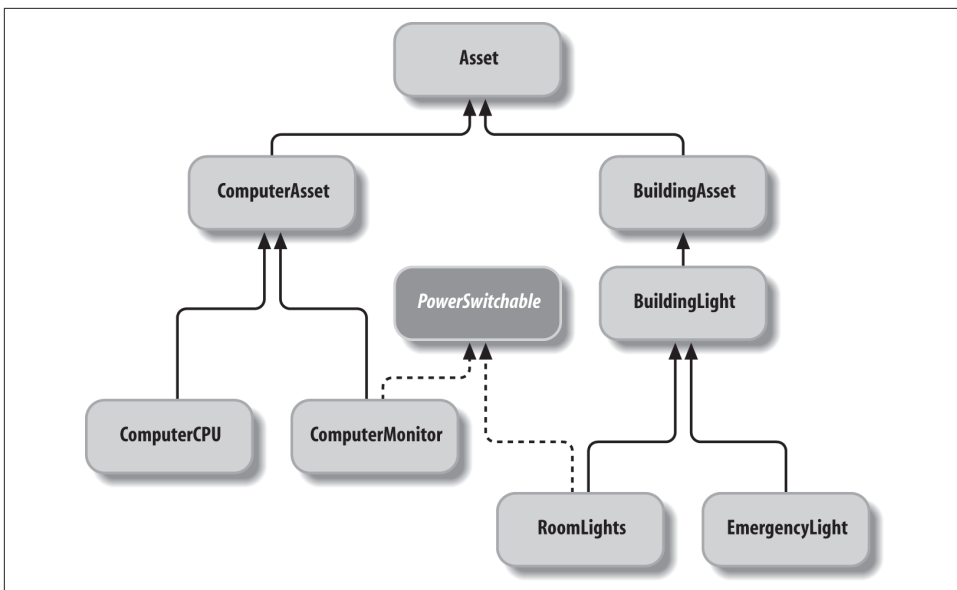 Asset
ComputerAsset
BuildingAsset
PowerSwitchable
BuildingLight
ComputerCPU
ComputerMonitor
RoomLights
EmergencyLight